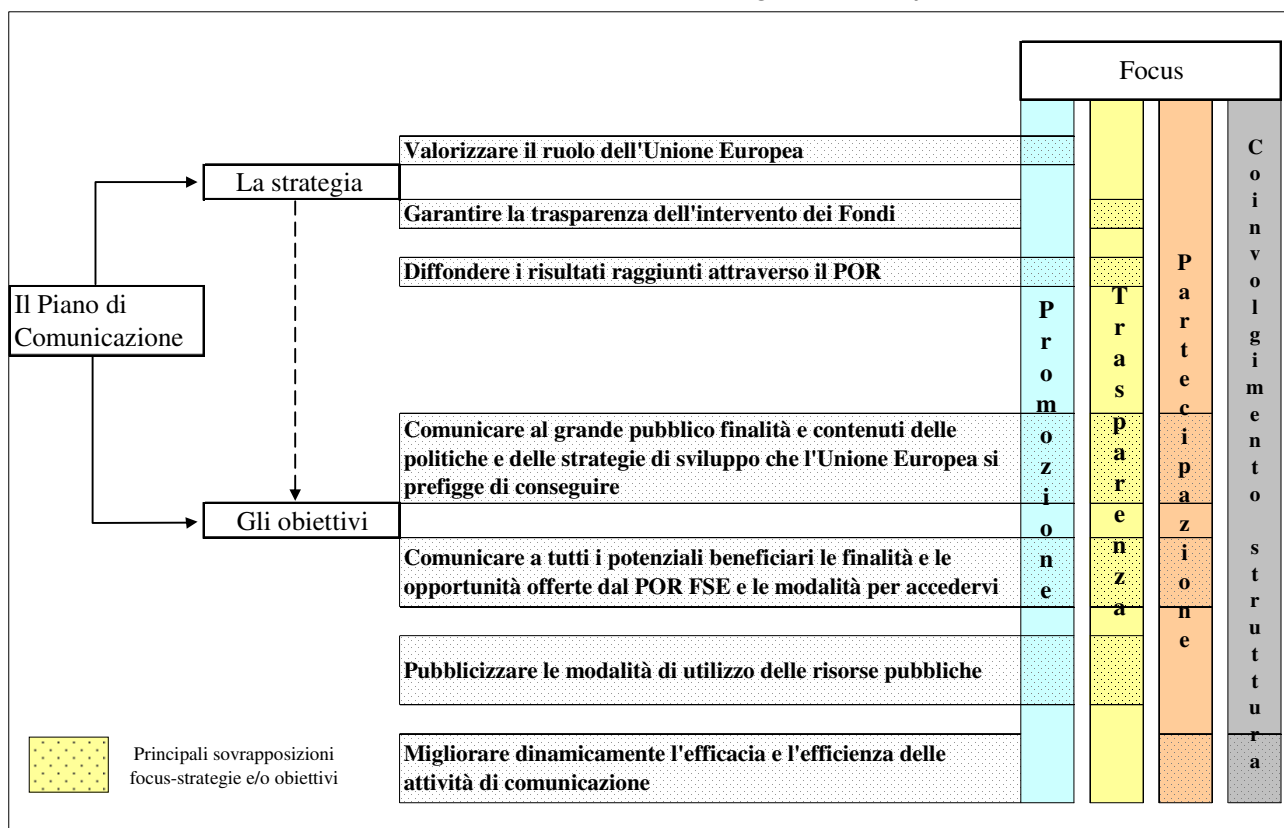 Focus
Valorizzare il ruolo dell'Unione Europea
La strategia
Garantire la trasparenza dell'intervento dei Fondi
Diffondere i risultati raggiunti attraverso il POR
Il Piano di
Comunicazione
Comunicare al grande pubblico finalità e contenuti delle
politiche e delle strategie di sviluppo che l'Unione Europea si
prefigge di conseguire
Gli obiettivi
Comunicare a tutti i potenziali beneficiari le finalità e le
opportunità offerte dal POR FSE e le modalità per accedervi
Pubblicizzare le modalità di utilizzo delle risorse pubbliche
Migliorare dinamicamente l'efficacia e l'efficienza delle
attività di comunicazione
Promozione
Trasparenza
Partecipazione
Coinvolgimento struttura
Principali sovrapposizioni
focus-strategie e/o obiettivi